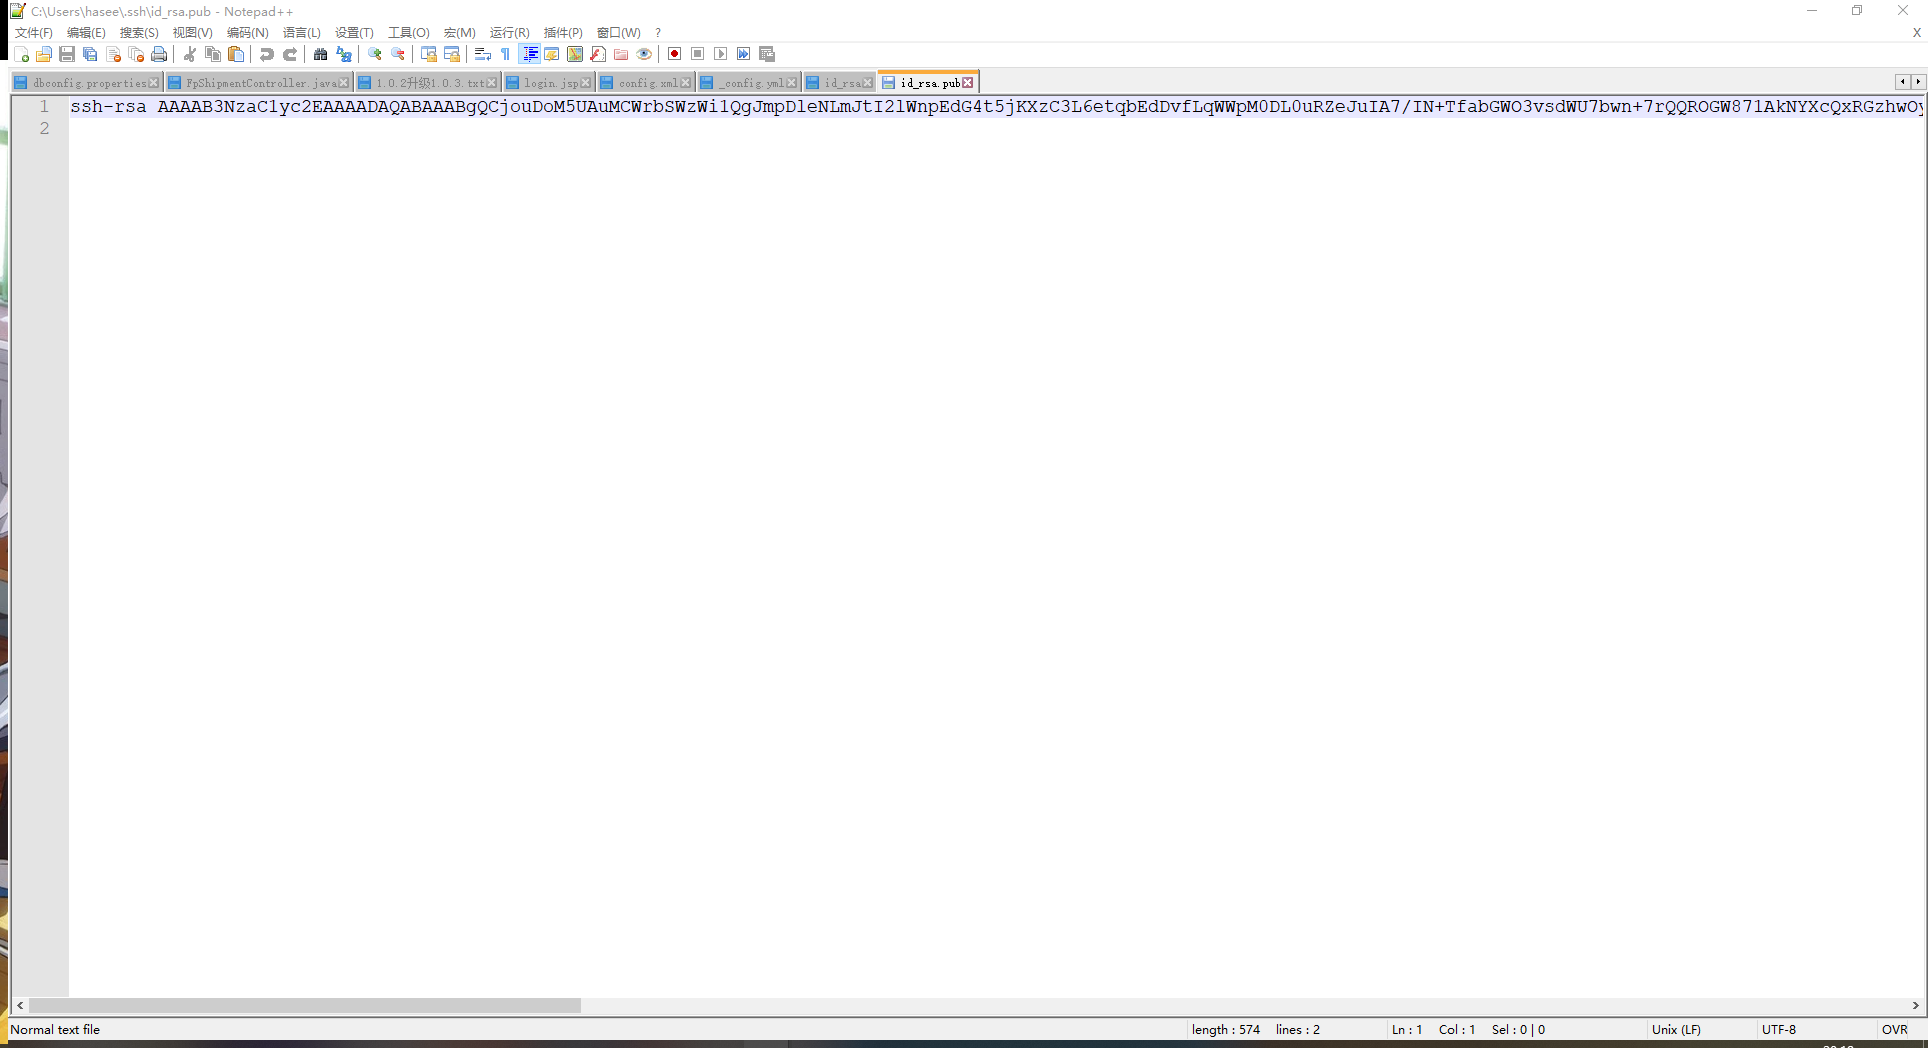 C:\Users\hasee\.ssh\id_rsa.pub - Notepad++
文件(F) 编辑(E) 搜索(S) 视图(V) 编码(N) 语言(L) 设置(T) 工具(O) 宏(M) 运行(R) 插件(P) 窗口(W) ? X
dbconfig.properties FpShipmentController.java 1.0.2升级1.0.3.txt login.jsp config.xml _config.yml id_rsa id_rsa.pub
1 ssh-rsa AAAAB3NzaC1yc2EAAAADAQABAAABgQCjouDoM5UAuMCWrbSWzWi1QgJmpDleNLmJtI2lWnpEdG4t5jKXzC3L6etqbEdDvfLqWWpM0DL0uRZeJuIA7/IN+TfabGWO3vsdWU7bwn+7rQQROGW871AkNYXcQxRGzhwOy
2
Normal text file length : 574 lines : 2 Ln : 1 Col : 1 Sel : 0 | 0 Unix (LF) UTF-8 OVR